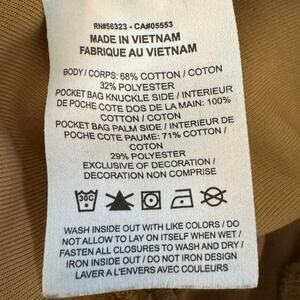 RN#56323 - CA#05553
MADE IN VIETNAM
FABRIQUE AU VIETNAM
BODY / CORPS: 68% COTTON / COTON
32% POLYESTER
POCKET BAG KNUCKLE SIDE / INTERIEUR
DE POCHE COTE DOS DE LA MAIN: 100%
COTTON / COTON
POCKET BAG PALM SIDE / INTERIEUR DE
POCHE COTE PAUME: 71% COTTON /
COTON
29% POLYESTER
EXCLUSIVE OF DECORATION /
DECORATION NON COMPRISE
30C
WASH INSIDE OUT WITH LIKE COLORS / DO
NOT ALLOW TO LAY ON ITSELF WHEN WET /
FASTEN ALL CLOSURES TO WASH AND DRY /
IRON INSIDE OUT / DO NOT IRON DESIGN
LAVER A L'ENVERS AVEC COULEURS